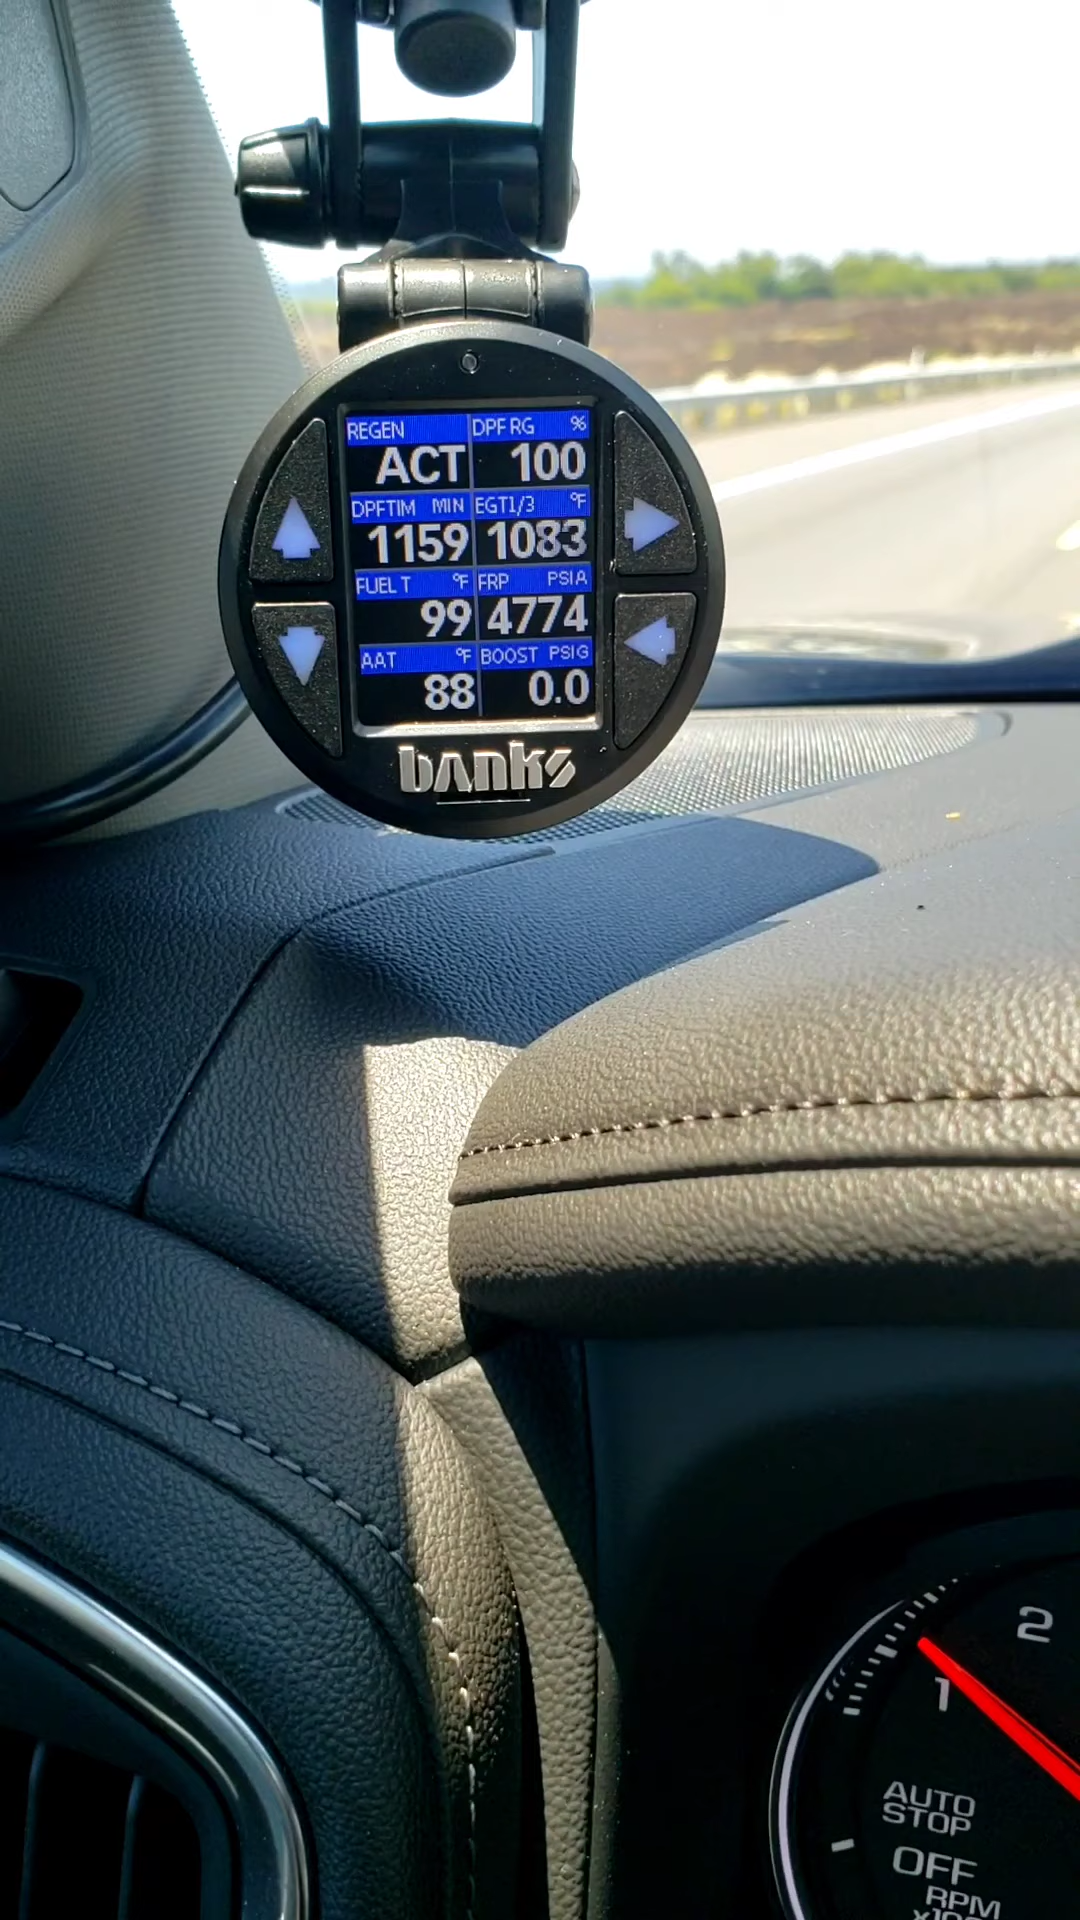 REGEN DPF RG %
ACT 100
DPFTIM MIN EGT1/3 °F
1159 1083
FUEL T °F FRP PSIA
99 4774
AAT °F BOOST PSIG
88 0.0
banks
2
1
AUTO
STOP
OFF
RPM